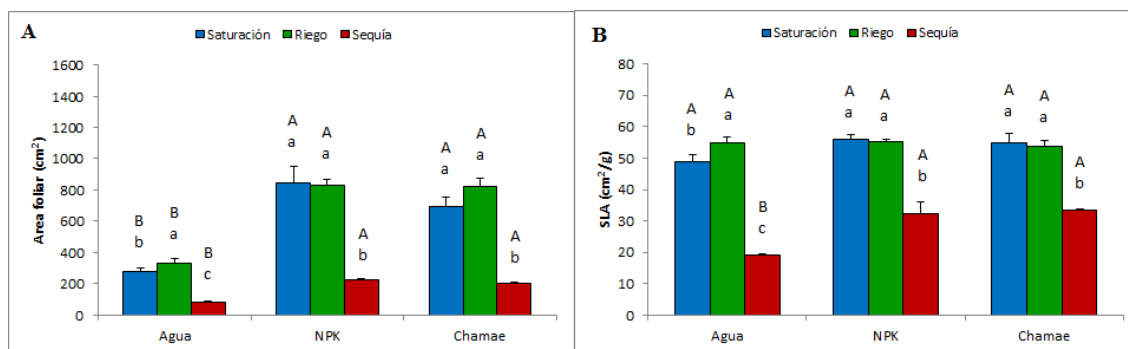 A
Saturación Riego Sequía
Area foliar (cm2)
1600
1400
1200
1000
800
600
400
200
0
B
b
B
a
B
c
A
a
A
a
A
b
A
a
A
a
A
b
Agua NPK Chamae
B
Saturación Riego Sequía
SLA (cm2/g)
80
70
60
50
40
30
20
10
0
A
b
A
a
B
c
A
a
A
a
A
b
A
a
A
a
A
b
Agua NPK Chamae